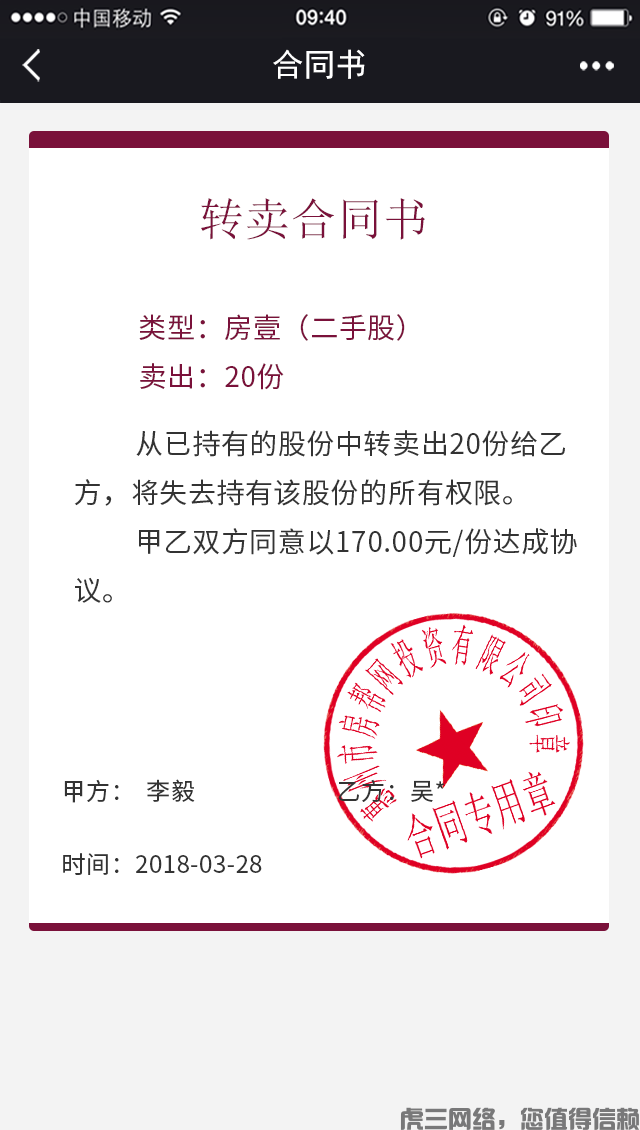 中国移动 09:40 91%
合同书
转卖合同书
类型：房壹（二手股）
卖出：20份
从已持有的股份中转卖出20份给乙
方，将失去持有该股份的所有权限。
甲乙双方同意以170.00元/份达成协
议。
惠州市房帮网投资有限公司印章
合同专用章
甲方： 李毅 乙方：吴*
时间：2018-03-28
虎三网络，您值得信赖